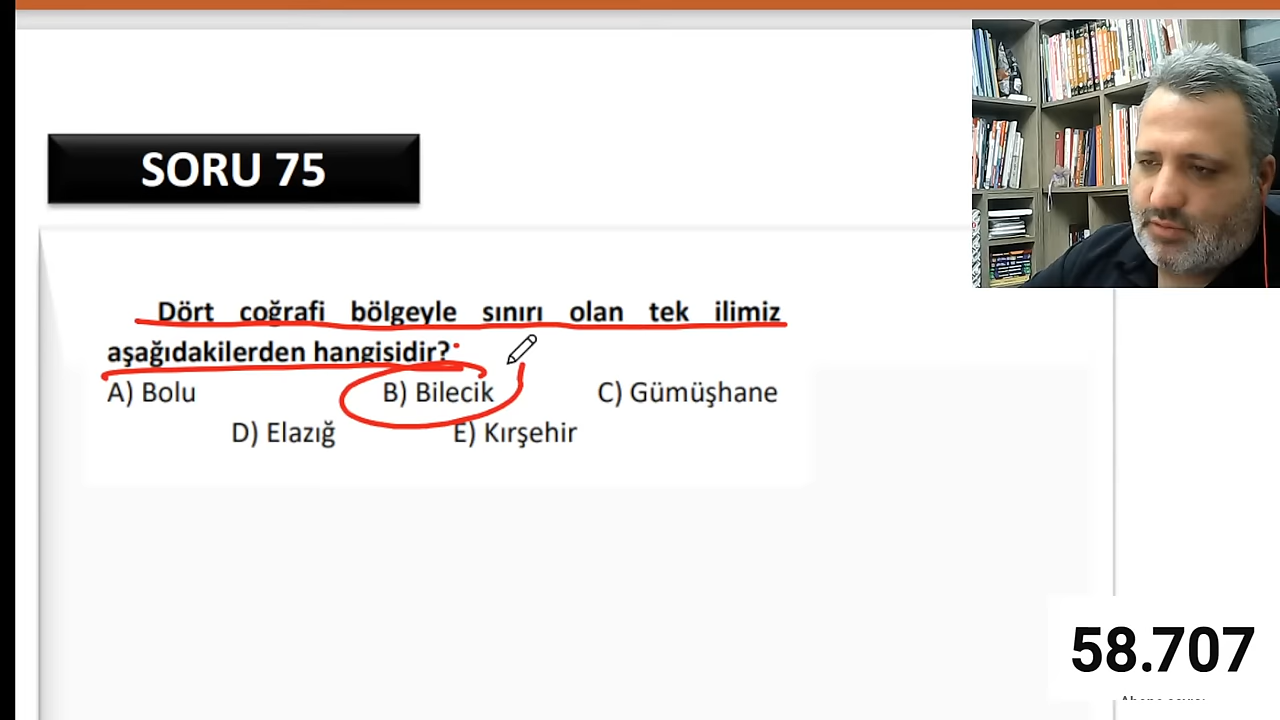 SORU 75
Dört coğrafi bölgeyle sınırı olan tek ilimiz
aşağıdakilerden hangisidir?
A) Bolu B) Bilecik C) Gümüşhane
D) Elazığ E) Kırşehir
58.707